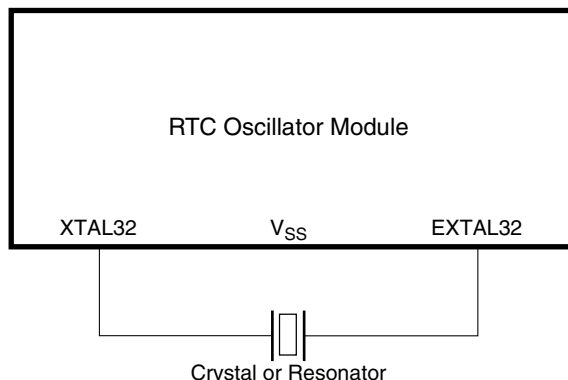 RTC Oscillator Module
XTAL32 VSS EXTAL32
Crystal or Resonator